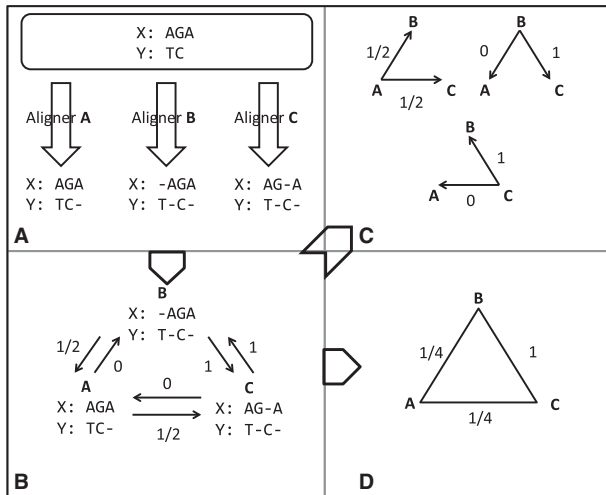 X: AGA
Y: TC
Aligner A
Aligner B
Aligner C
X: AGA
Y: TC-
X: -AGA
Y: T-C-
X: AG-A
Y: T-C-
A
B
1/2
A
C
1/2
B
0
1
A
C
B
1
A
C
0
C
B
X: -AGA
Y: T-C-
1/2
0
1
1
A
0
C
X: AGA
Y: TC-
1/2
X: AG-A
Y: T-C-
B
B
1/4
1
A
C
1/4
D